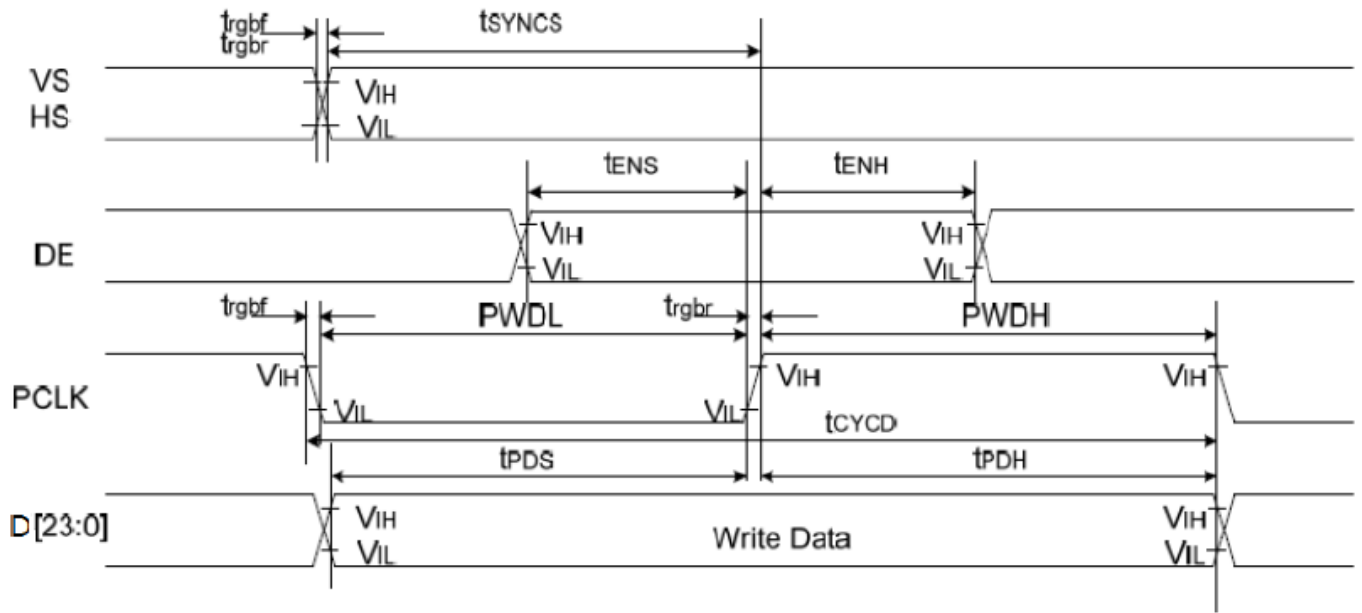 trgbf
trgbr
tSYNCS
VS
HS
VIH
VIL
tENS
tENH
DE
VIH
VIL
VIH
VIL
trgbf
PWDL
trgbr
PWDH
PCLK
VIH
VIL
VIL
VIH
VIH
tCYCD
tPDS
tPDH
D[23:0]
VIH
VIL
Write Data
VIH
VIL